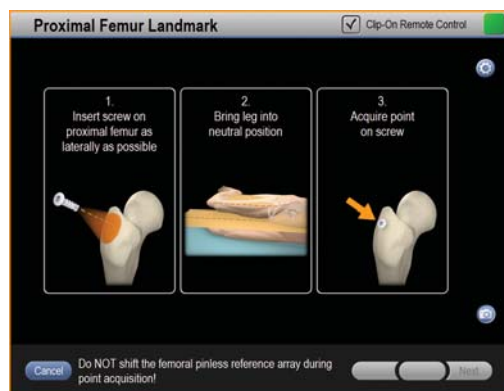 Proximal Femur Landmark
Clip-On Remote Control
1.
Insert screw on
proximal femur as
laterally as possible
2.
Bring leg into
neutral position
3.
Acquire point
on screw
Cancel
Do NOT shift the femoral pinless reference array during
point acquisition!
Next